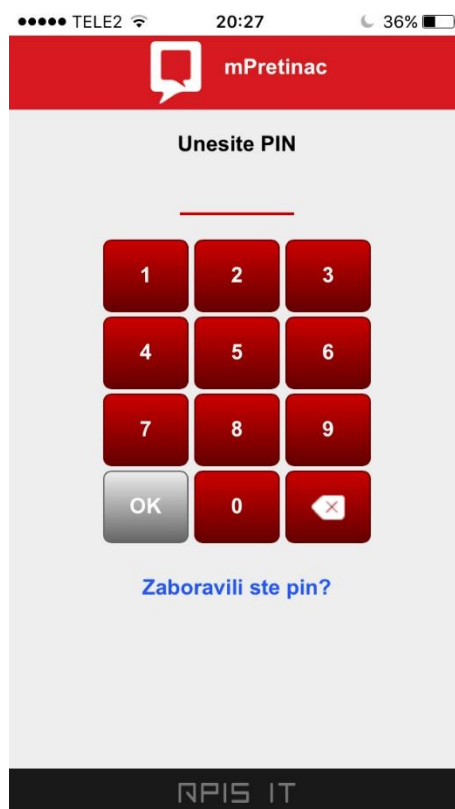 TELE2 20:27 36%
mPretinac
Unesite PIN
1 2 3
4 5 6
7 8 9
OK 0
Zaboravili ste pin?
APIS IT